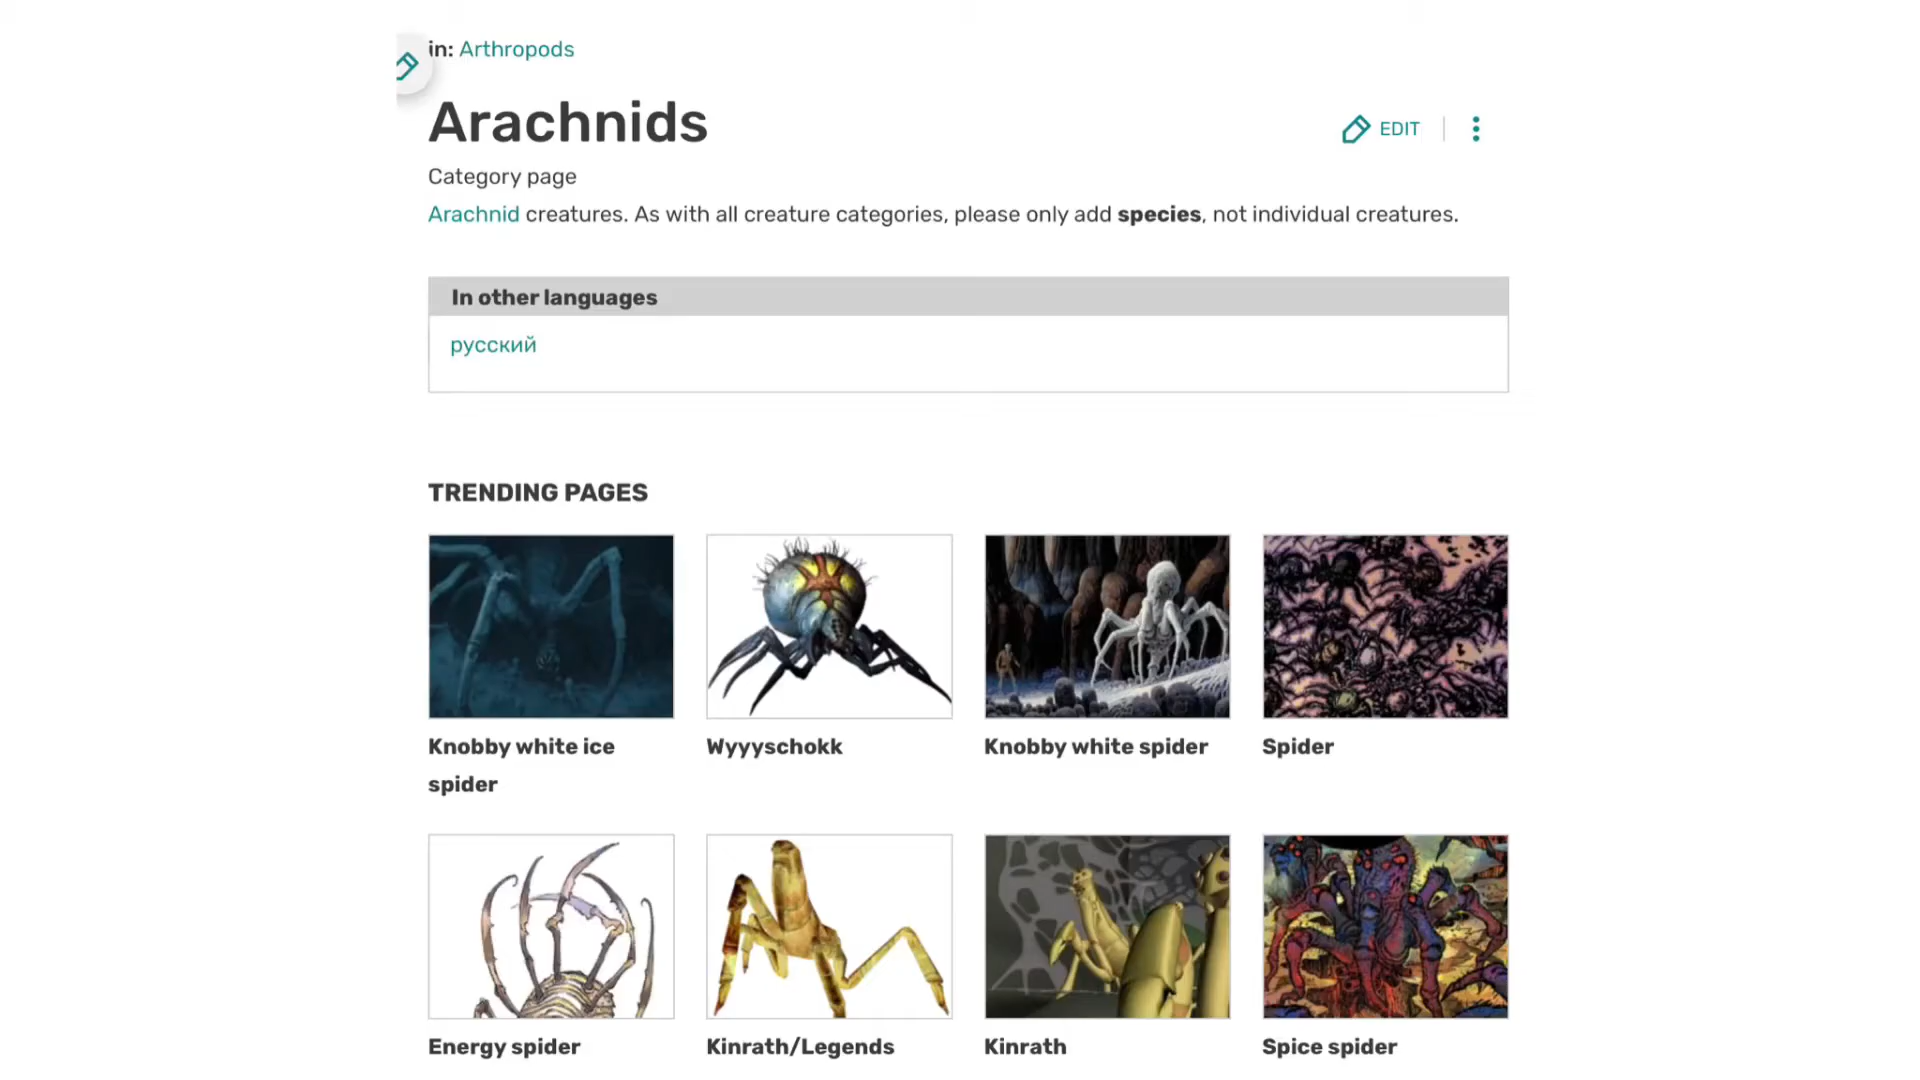 in: Arthropods
Arachnids
EDIT
Category page
Arachnid creatures. As with all creature categories, please only add species, not individual creatures.
In other languages
русский
TRENDING PAGES
Knobby white ice
spider
Wyyyschokk
Knobby white spider
Spider
Energy spider
Kinrath/Legends
Kinrath
Spice spider